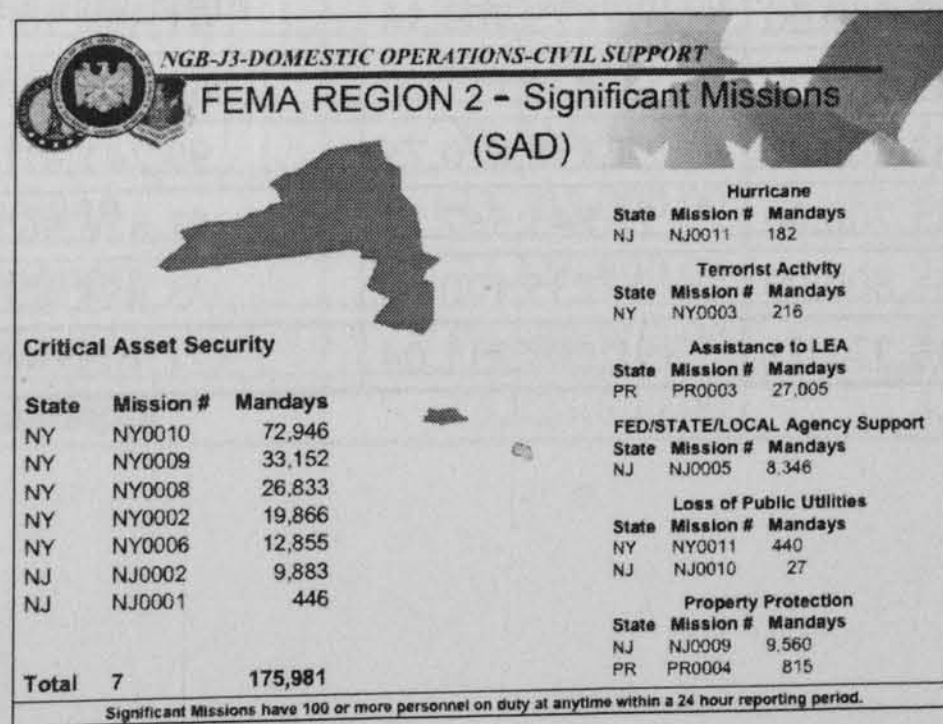 NGB-J3-DOMESTIC OPERATIONS-CIVIL SUPPORT
FEMA REGION 2 – Significant Missions
(SAD)
Critical Asset Security
State Mission # Mandays
NY NY0010 72,946
NY NY0009 33,152
NY NY0008 26,833
NY NY0002 19,866
NY NY0006 12,855
NJ NJ0002 9,883
NJ NJ0001 446
Total 7 175,981
Hurricane
State Mission # Mandays
NJ NJ0011 182
Terrorist Activity
State Mission # Mandays
NY NY0003 216
Assistance to LEA
State Mission # Mandays
PR PR0003 27,005
FED/STATE/LOCAL Agency Support
State Mission # Mandays
NJ NJ0005 8,346
Loss of Public Utilities
State Mission # Mandays
NY NY0011 440
NJ NJ0010 27
Property Protection
State Mission # Mandays
NJ NJ0009 9,560
PR PR0004 815
Significant Missions have 100 or more personnel on duty at anytime within a 24 hour reporting period.